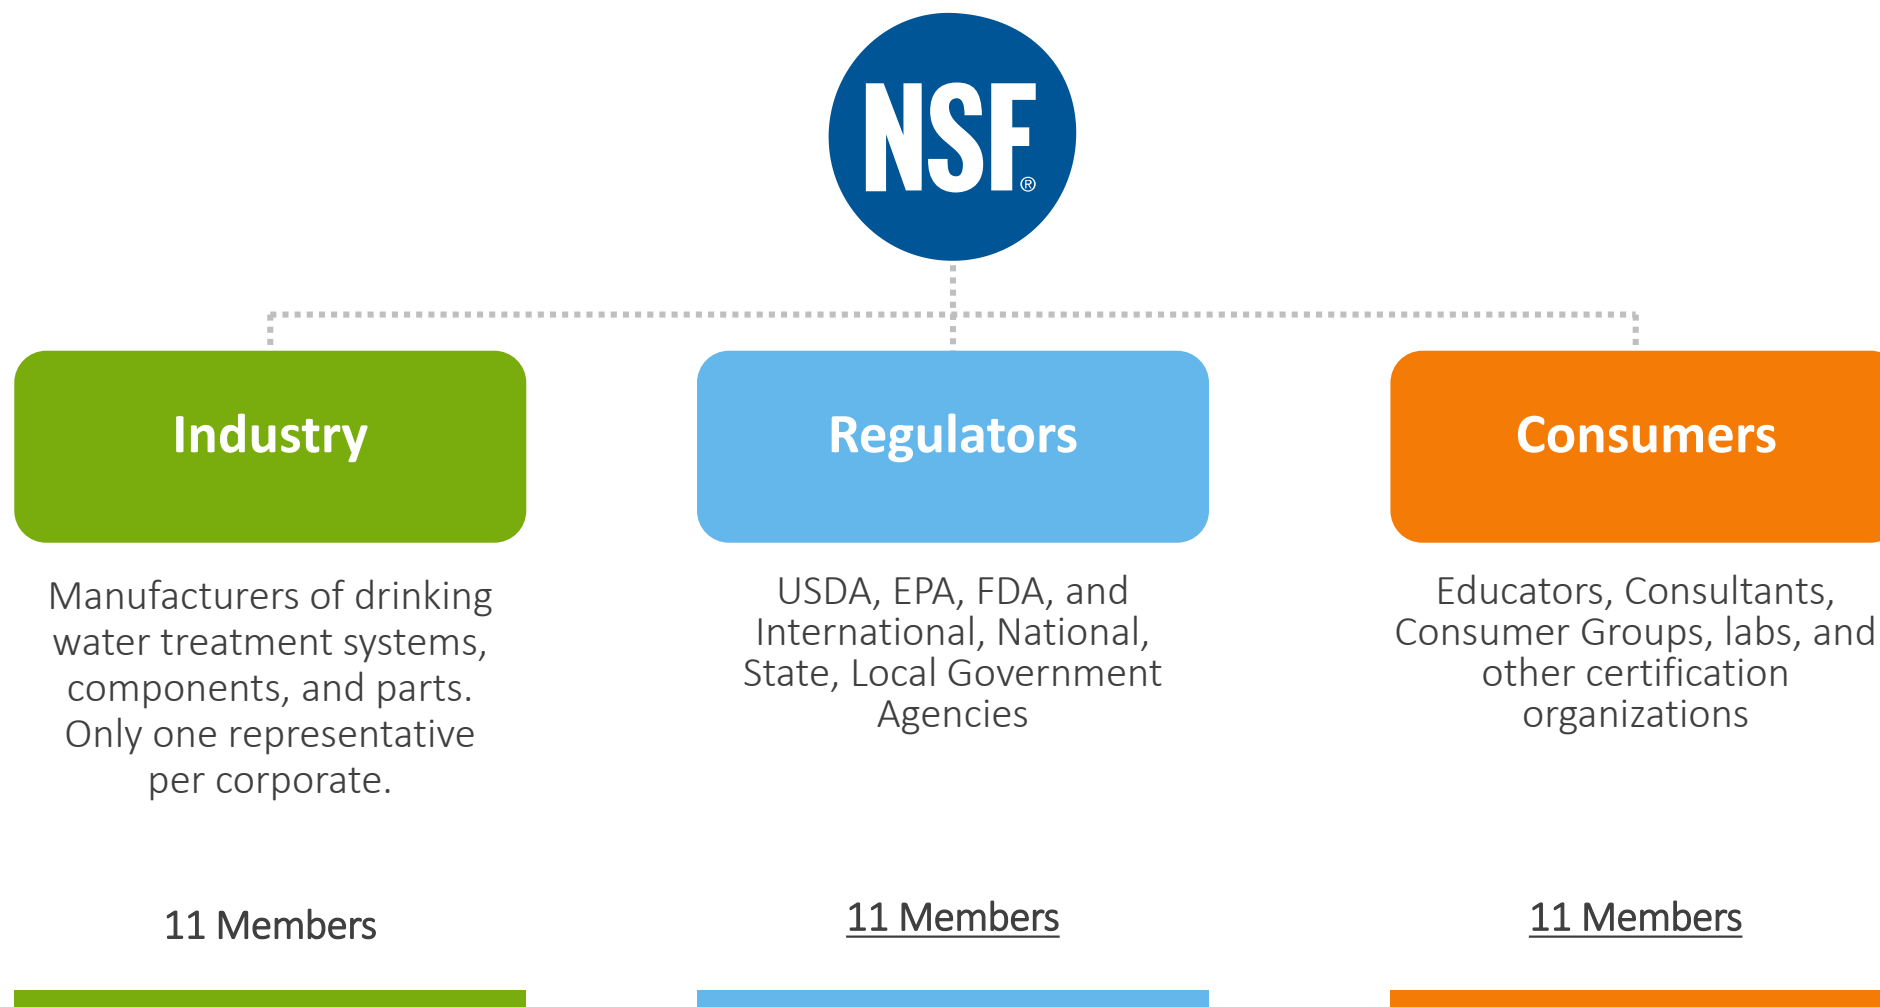 NSF®
Industry
Manufacturers of drinking
water treatment systems,
components, and parts.
Only one representative
per corporate.
11 Members
Regulators
USDA, EPA, FDA, and
International, National,
State, Local Government
Agencies
11 Members
Consumers
Educators, Consultants,
Consumer Groups, labs, and
other certification
organizations
11 Members